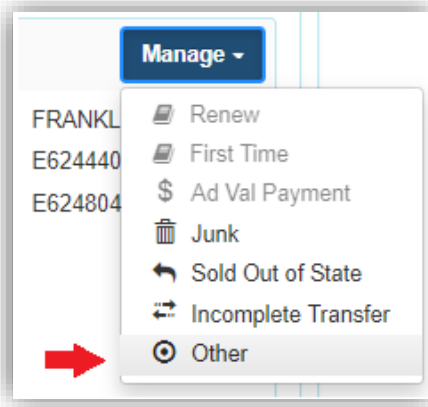 Manage
FRANKL
E624440
E624804
Renew
First Time
$ Ad Val Payment
Junk
Sold Out of State
Incomplete Transfer
Other